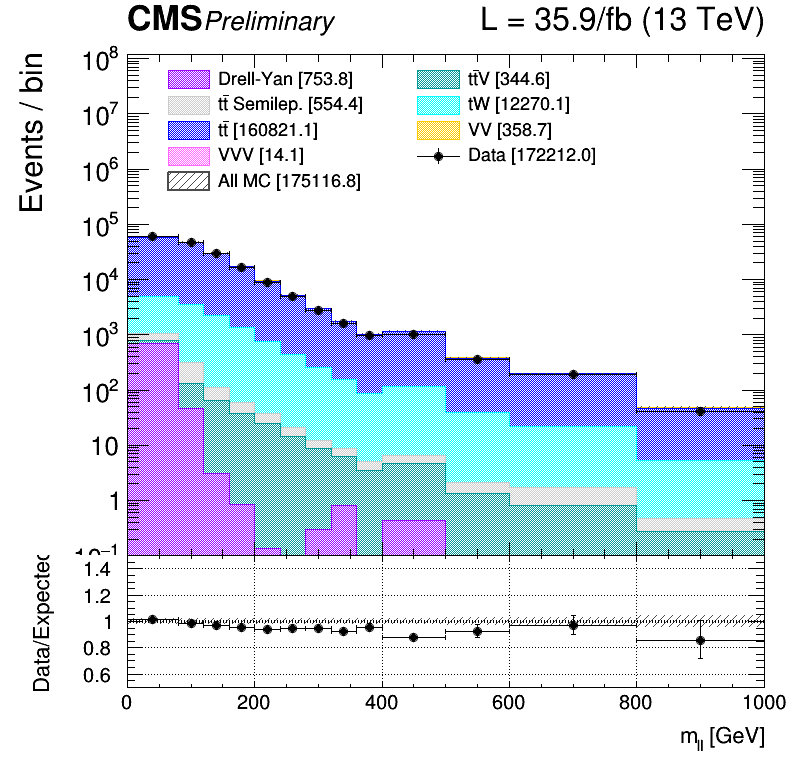 CMS Preliminary L = 35.9/fb (13 TeV)
Events / bin
10⁸
10⁷
10⁶
10⁵
10⁴
10³
10²
10
1
10⁻¹
Drell-Yan [753.8]
tt̄ Semilep. [554.4]
tt̄ [160821.1]
VVV [14.1]
All MC [175116.8]
tt̄V [344.6]
tW [12270.1]
VV [358.7]
Data [172212.0]
Data/Expected
1.4
1.2
1
0.8
0.6
0 200 400 600 800 1000
m_ll [GeV]